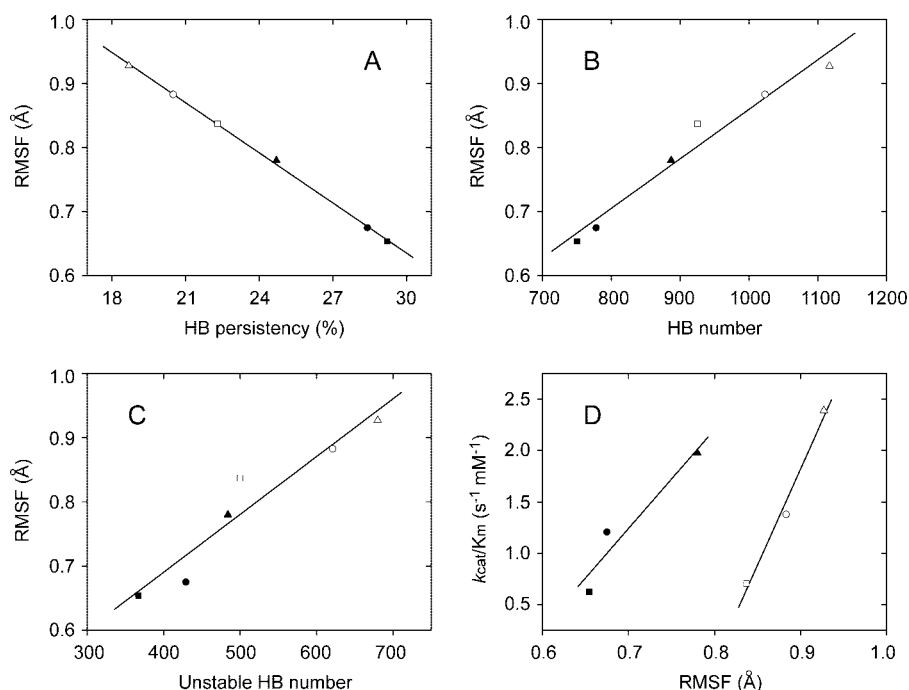 1.0
0.9
0.8
0.7
0.6
RMSF (Å)
A
18 21 24 27 30
HB persistency (%)
1.0
0.9
0.8
0.7
0.6
RMSF (Å)
B
700 800 900 1000 1100 1200
HB number
1.0
0.9
0.8
0.7
0.6
RMSF (Å)
C
300 400 500 600 700
Unstable HB number
2.5
2.0
1.5
1.0
0.5
kcat/Km (s-1 mM-1)
D
0.6 0.7 0.8 0.9 1.0
RMSF (Å)